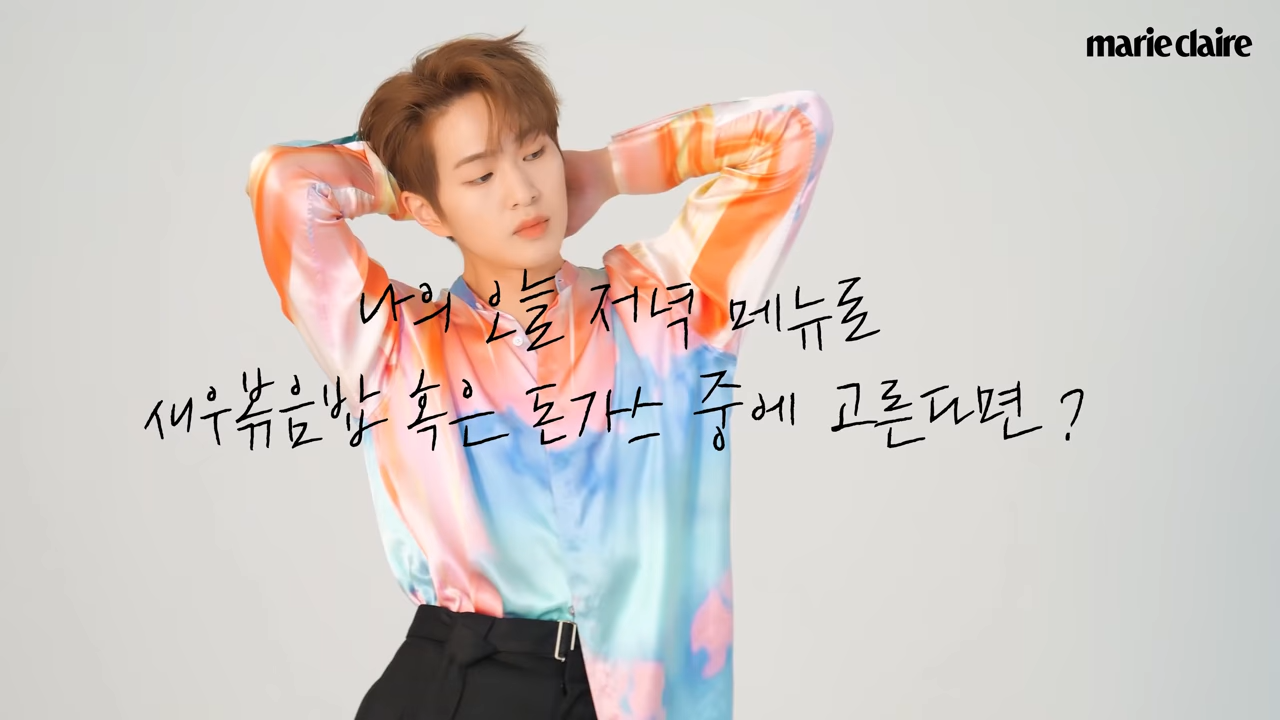 marie claire
나의 오늘 저녁 메뉴로
새우볶음밥 혹은 돈가스 중에 고른다면 ?